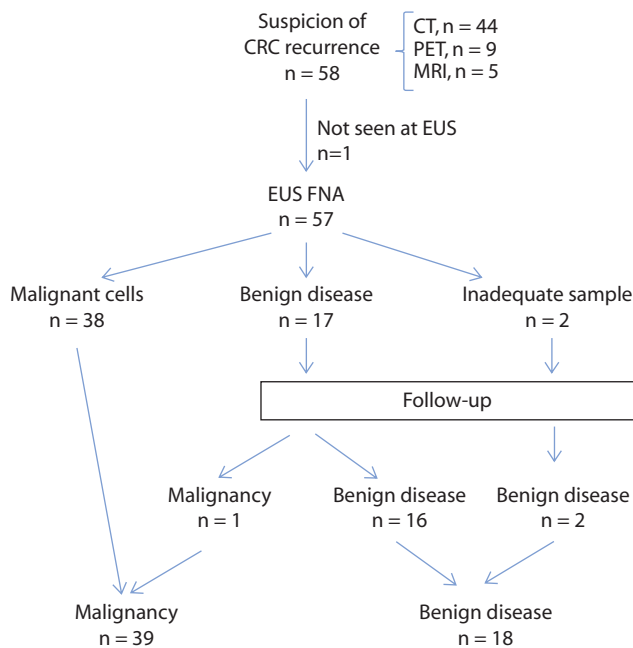 Suspicion of
CRC recurrence
n = 58
CT, n = 44
PET, n = 9
MRI, n = 5
Not seen at EUS
n=1
EUS FNA
n = 57
Malignant cells
n = 38
Benign disease
n = 17
Inadequate sample
n = 2
Follow-up
Malignancy
n = 1
Benign disease
n = 16
Benign disease
n = 2
Malignancy
n = 39
Benign disease
n = 18